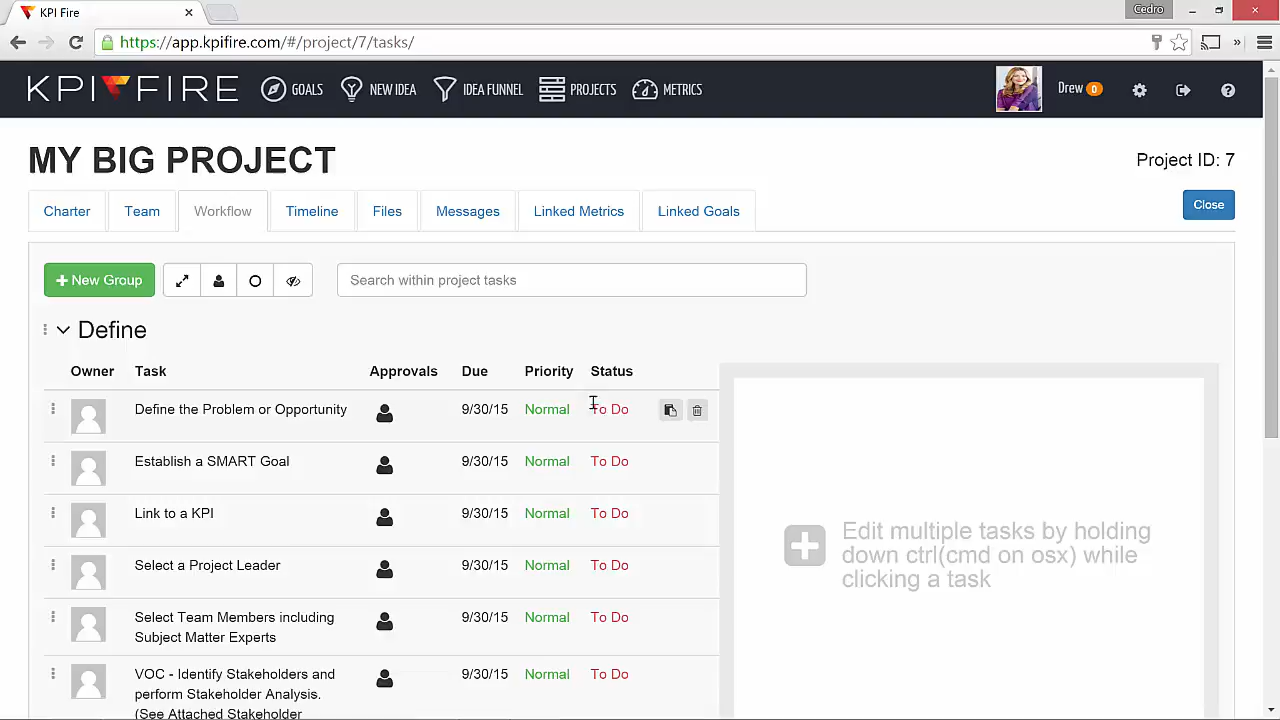 KPI Fire
Cedro
https://app.kpifire.com/#/project/7/tasks/
KPI FIRE GOALS NEW IDEA IDEA FUNNEL PROJECTS METRICS Drew 0
MY BIG PROJECT
Project ID: 7
Charter Team Workflow Timeline Files Messages Linked Metrics Linked Goals
Close
New Group
Search within project tasks
Define
Owner Task Approvals Due Priority Status
Define the Problem or Opportunity 9/30/15 Normal To Do
Establish a SMART Goal 9/30/15 Normal To Do
Link to a KPI 9/30/15 Normal To Do
Select a Project Leader 9/30/15 Normal To Do
Select Team Members including 9/30/15 Normal To Do
Subject Matter Experts
VOC - Identify Stakeholders and 9/30/15 Normal To Do
perform Stakeholder Analysis.
(See Attached Stakeholder
Edit multiple tasks by holding
down ctrl(cmd on osx) while
clicking a task